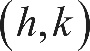 (h, k)